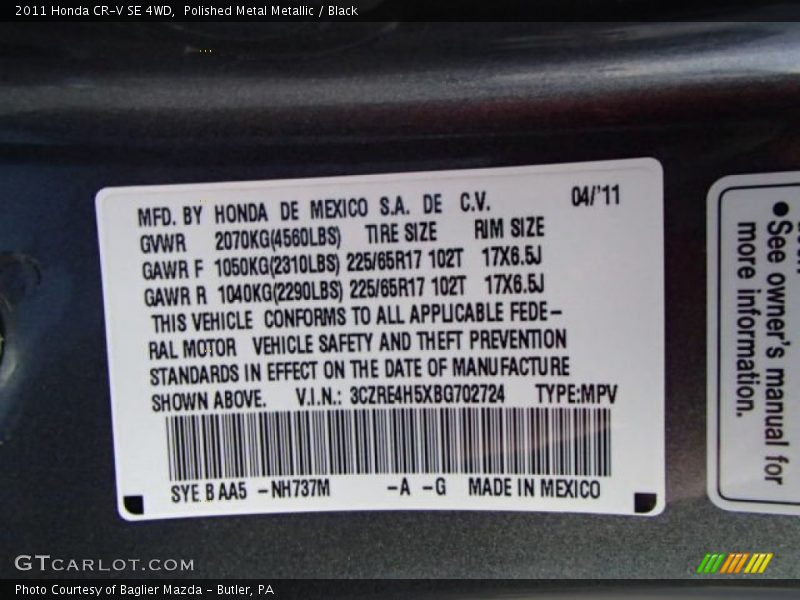 2011 Honda CR-V SE 4WD,  Polished Metal Metallic / Black
MFD. BY HONDA DE MEXICO S.A. DE C.V. 04/'11
GVWR 2070KG(4560LBS) TIRE SIZE RIM SIZE
GAWR F 1050KG(2310LBS) 225/65R17 102T 17X6.5J
GAWR R 1040KG(2290LBS) 225/65R17 102T 17X6.5J
THIS VEHICLE CONFORMS TO ALL APPLICABLE FEDE-
RAL MOTOR VEHICLE SAFETY AND THEFT PREVENTION
STANDARDS IN EFFECT ON THE DATE OF MANUFACTURE
SHOWN ABOVE. V.I.N.: 3CZRE4H5XBG702724 TYPE:MPV
SYE B AA5 -NH737M -A -G MADE IN MEXICO
●See owner's manual for
more information.
GTCARLOT.COM
Photo Courtesy of Baglier Mazda - Butler, PA